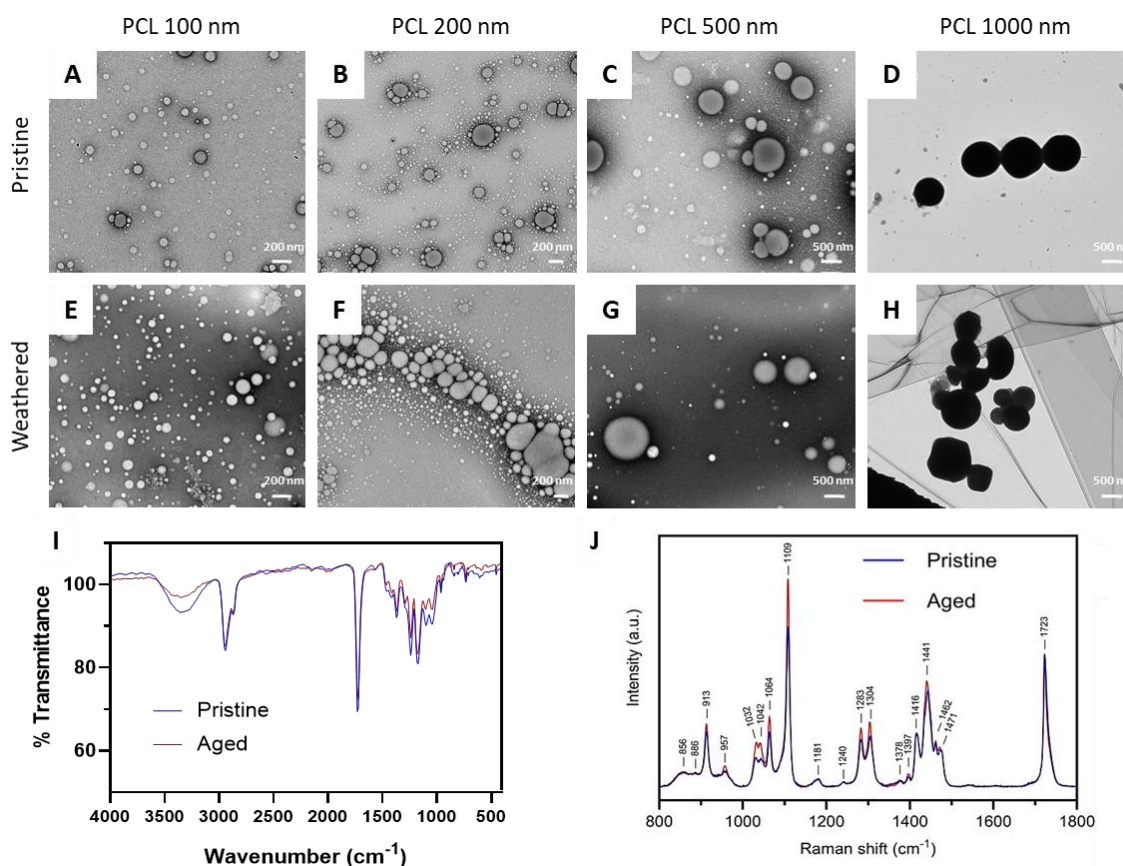 PCL 100 nm PCL 200 nm PCL 500 nm PCL 1000 nm
Pristine
A B C D
200 nm 200 nm 500 nm 500 nm
Weathered
E F G H
200 nm 200 nm 500 nm 500 nm
I
100
80
60
% Transmittance
Pristine
Aged
4000 3500 3000 2500 2000 1500 1000 500
Wavenumber (cm⁻¹)
J
Pristine
Aged
Intensity (a.u.)
856 886 913 957 1032 1042 1064 1109 1181 1240 1283 1304 1378 1397 1416 1441 1462 1471 1723
800 1000 1200 1400 1600 1800
Raman shift (cm⁻¹)